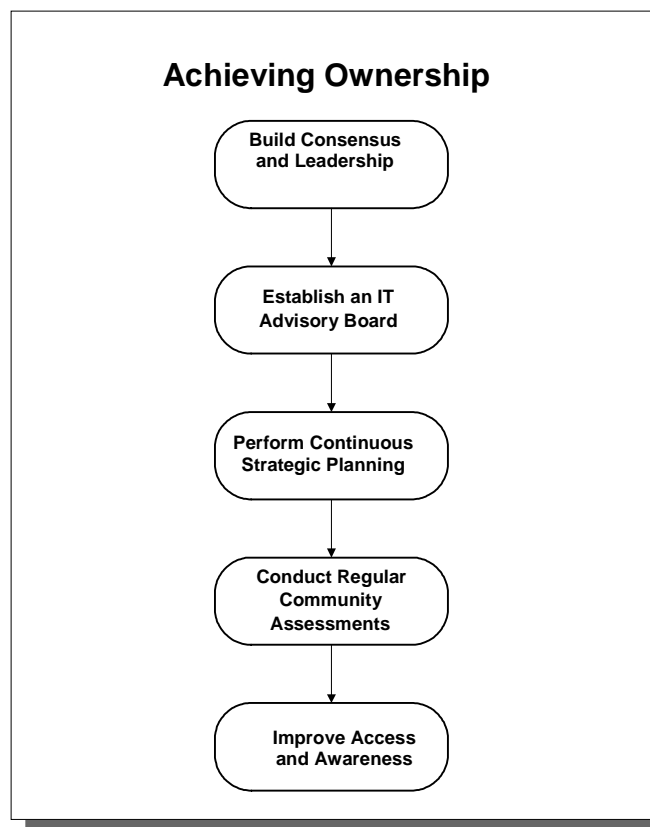 Achieving Ownership
Build Consensus
and Leadership
Establish an IT
Advisory Board
Perform Continuous
Strategic Planning
Conduct Regular
Community
Assessments
Improve Access
and Awareness